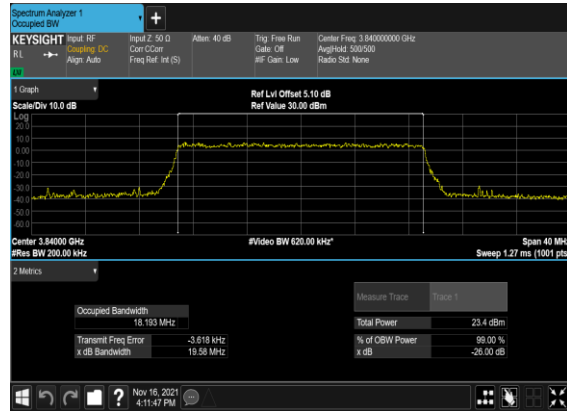 Spectrum Analyzer 1
Occupied BW
+
KEYSIGHT Input: RF Input Z: 50 Ω Atten: 40 dB Trig: Free Run Center Freq: 3.840000000 GHz
RL Coupling: DC Corr CCorr Gate: Off Avg|Hold: 500/500
Align: Auto Freq Ref: Int (S) #IF Gain: Low Radio Std: None
1 Graph
Ref Lvl Offset 5.10 dB
Scale/Div 10.0 dB Ref Value 30.00 dBm
Log
20.0
10.0
0.00
-10.0
-20.0
-30.0
-40.0
-50.0
-60.0
Center 3.84000 GHz #Video BW 620.00 kHz* Span 40 MHz
#Res BW 200.00 kHz Sweep 1.27 ms (1001 pts
2 Metrics
Measure Trace Trace 1
Occupied Bandwidth
18.193 MHz Total Power 23.4 dBm
Transmit Freq Error -3.618 kHz % of OBW Power 99.00 %
x dB Bandwidth 19.58 MHz x dB -26.00 dB
? Nov 16, 2021
4:11:47 PM